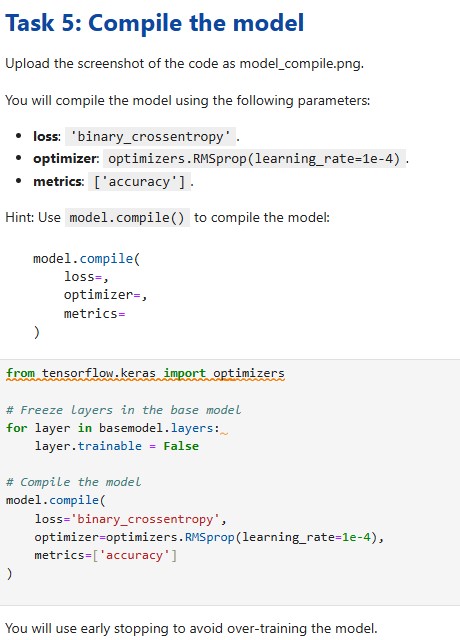 Task 5: Compile the model
Upload the screenshot of the code as model_compile.png.
You will compile the model using the following parameters:
• loss: 'binary_crossentropy' .
• optimizer: optimizers.RMSprop(learning_rate=1e-4) .
• metrics: ['accuracy'] .
Hint: Use model.compile() to compile the model:
model.compile(
    loss=,
    optimizer=,
    metrics=
)
from tensorflow.keras import optimizers
# Freeze layers in the base model
for layer in basemodel.layers:
    layer.trainable = False
# Compile the model
model.compile(
    loss='binary_crossentropy',
    optimizer=optimizers.RMSprop(learning_rate=1e-4),
    metrics=['accuracy']
)
You will use early stopping to avoid over-training the model.